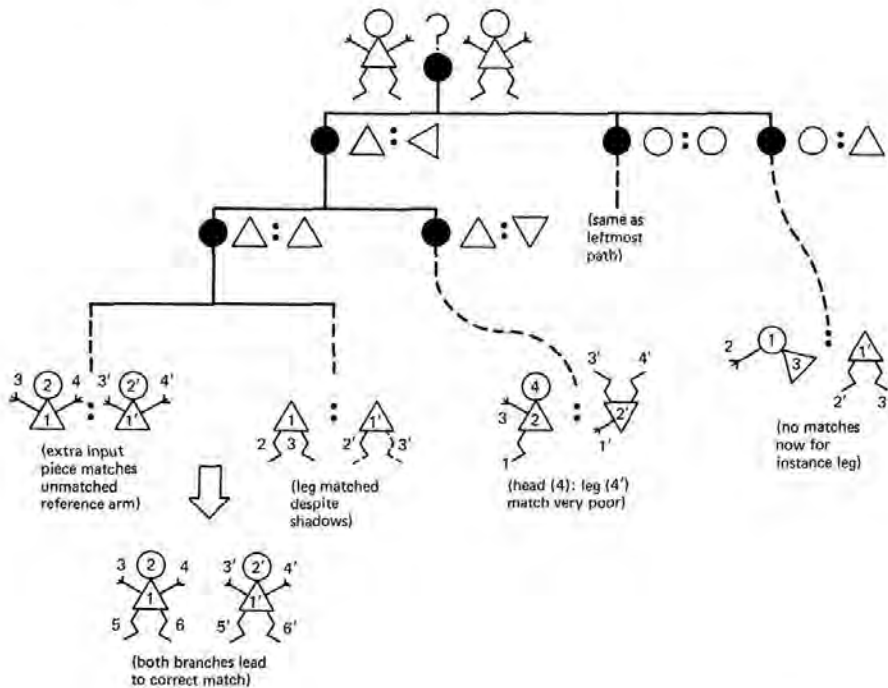 ?
(same as
leftmost
path)
3 2 4 3' 2' 4'
1 1'
(extra input
piece matches
unmatched
reference arm)
1 1'
2 3 2' 3'
(leg matched
despite
shadows)
4 3' 4'
3 2 2'
1 1'
(head (4): leg (4')
match very poor)
2 1 3 1'
2' 3
(no matches
now for
instance leg)
3 2 4 3' 2' 4'
1 1'
5 6 5' 6'
(both branches lead
to correct match)